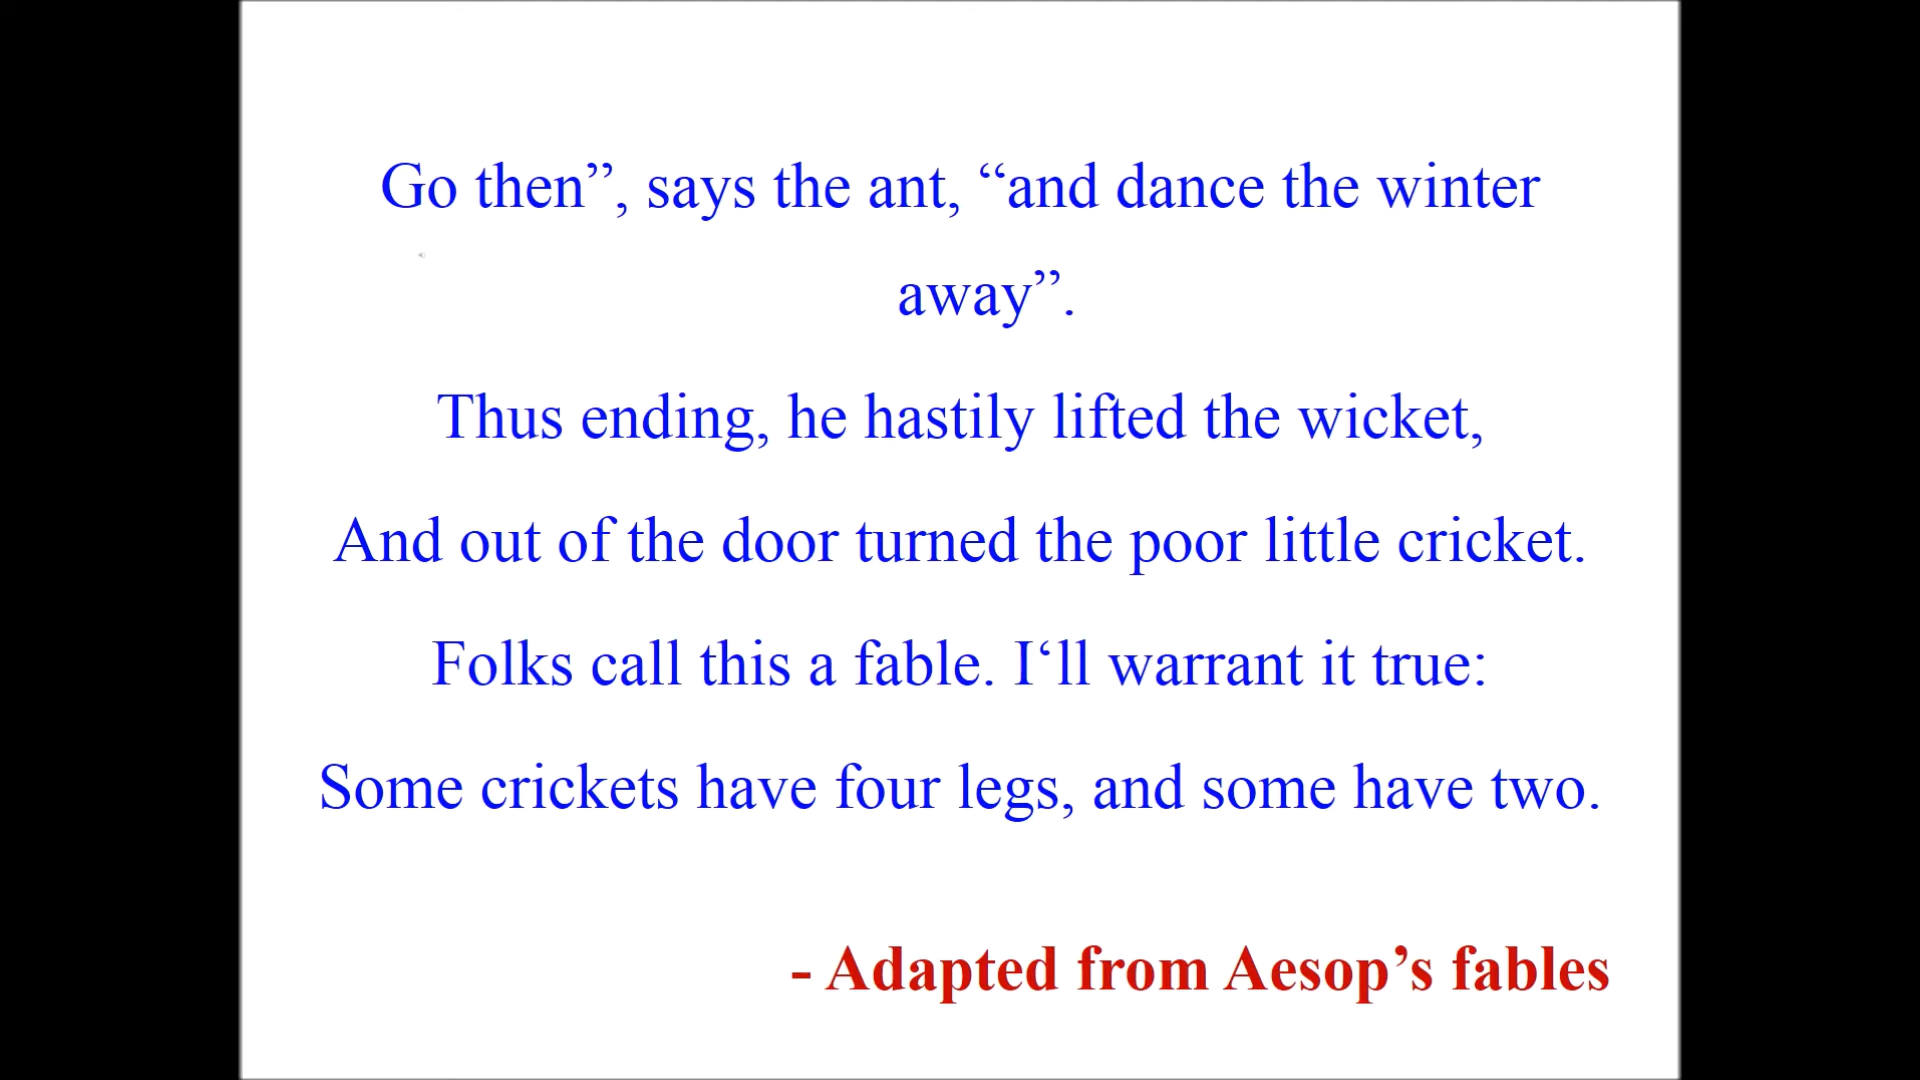 Go then”, says the ant, “and dance the winter
away”.
Thus ending, he hastily lifted the wicket,
And out of the door turned the poor little cricket.
Folks call this a fable. I‘ll warrant it true:
Some crickets have four legs, and some have two.
- Adapted from Aesop’s fables